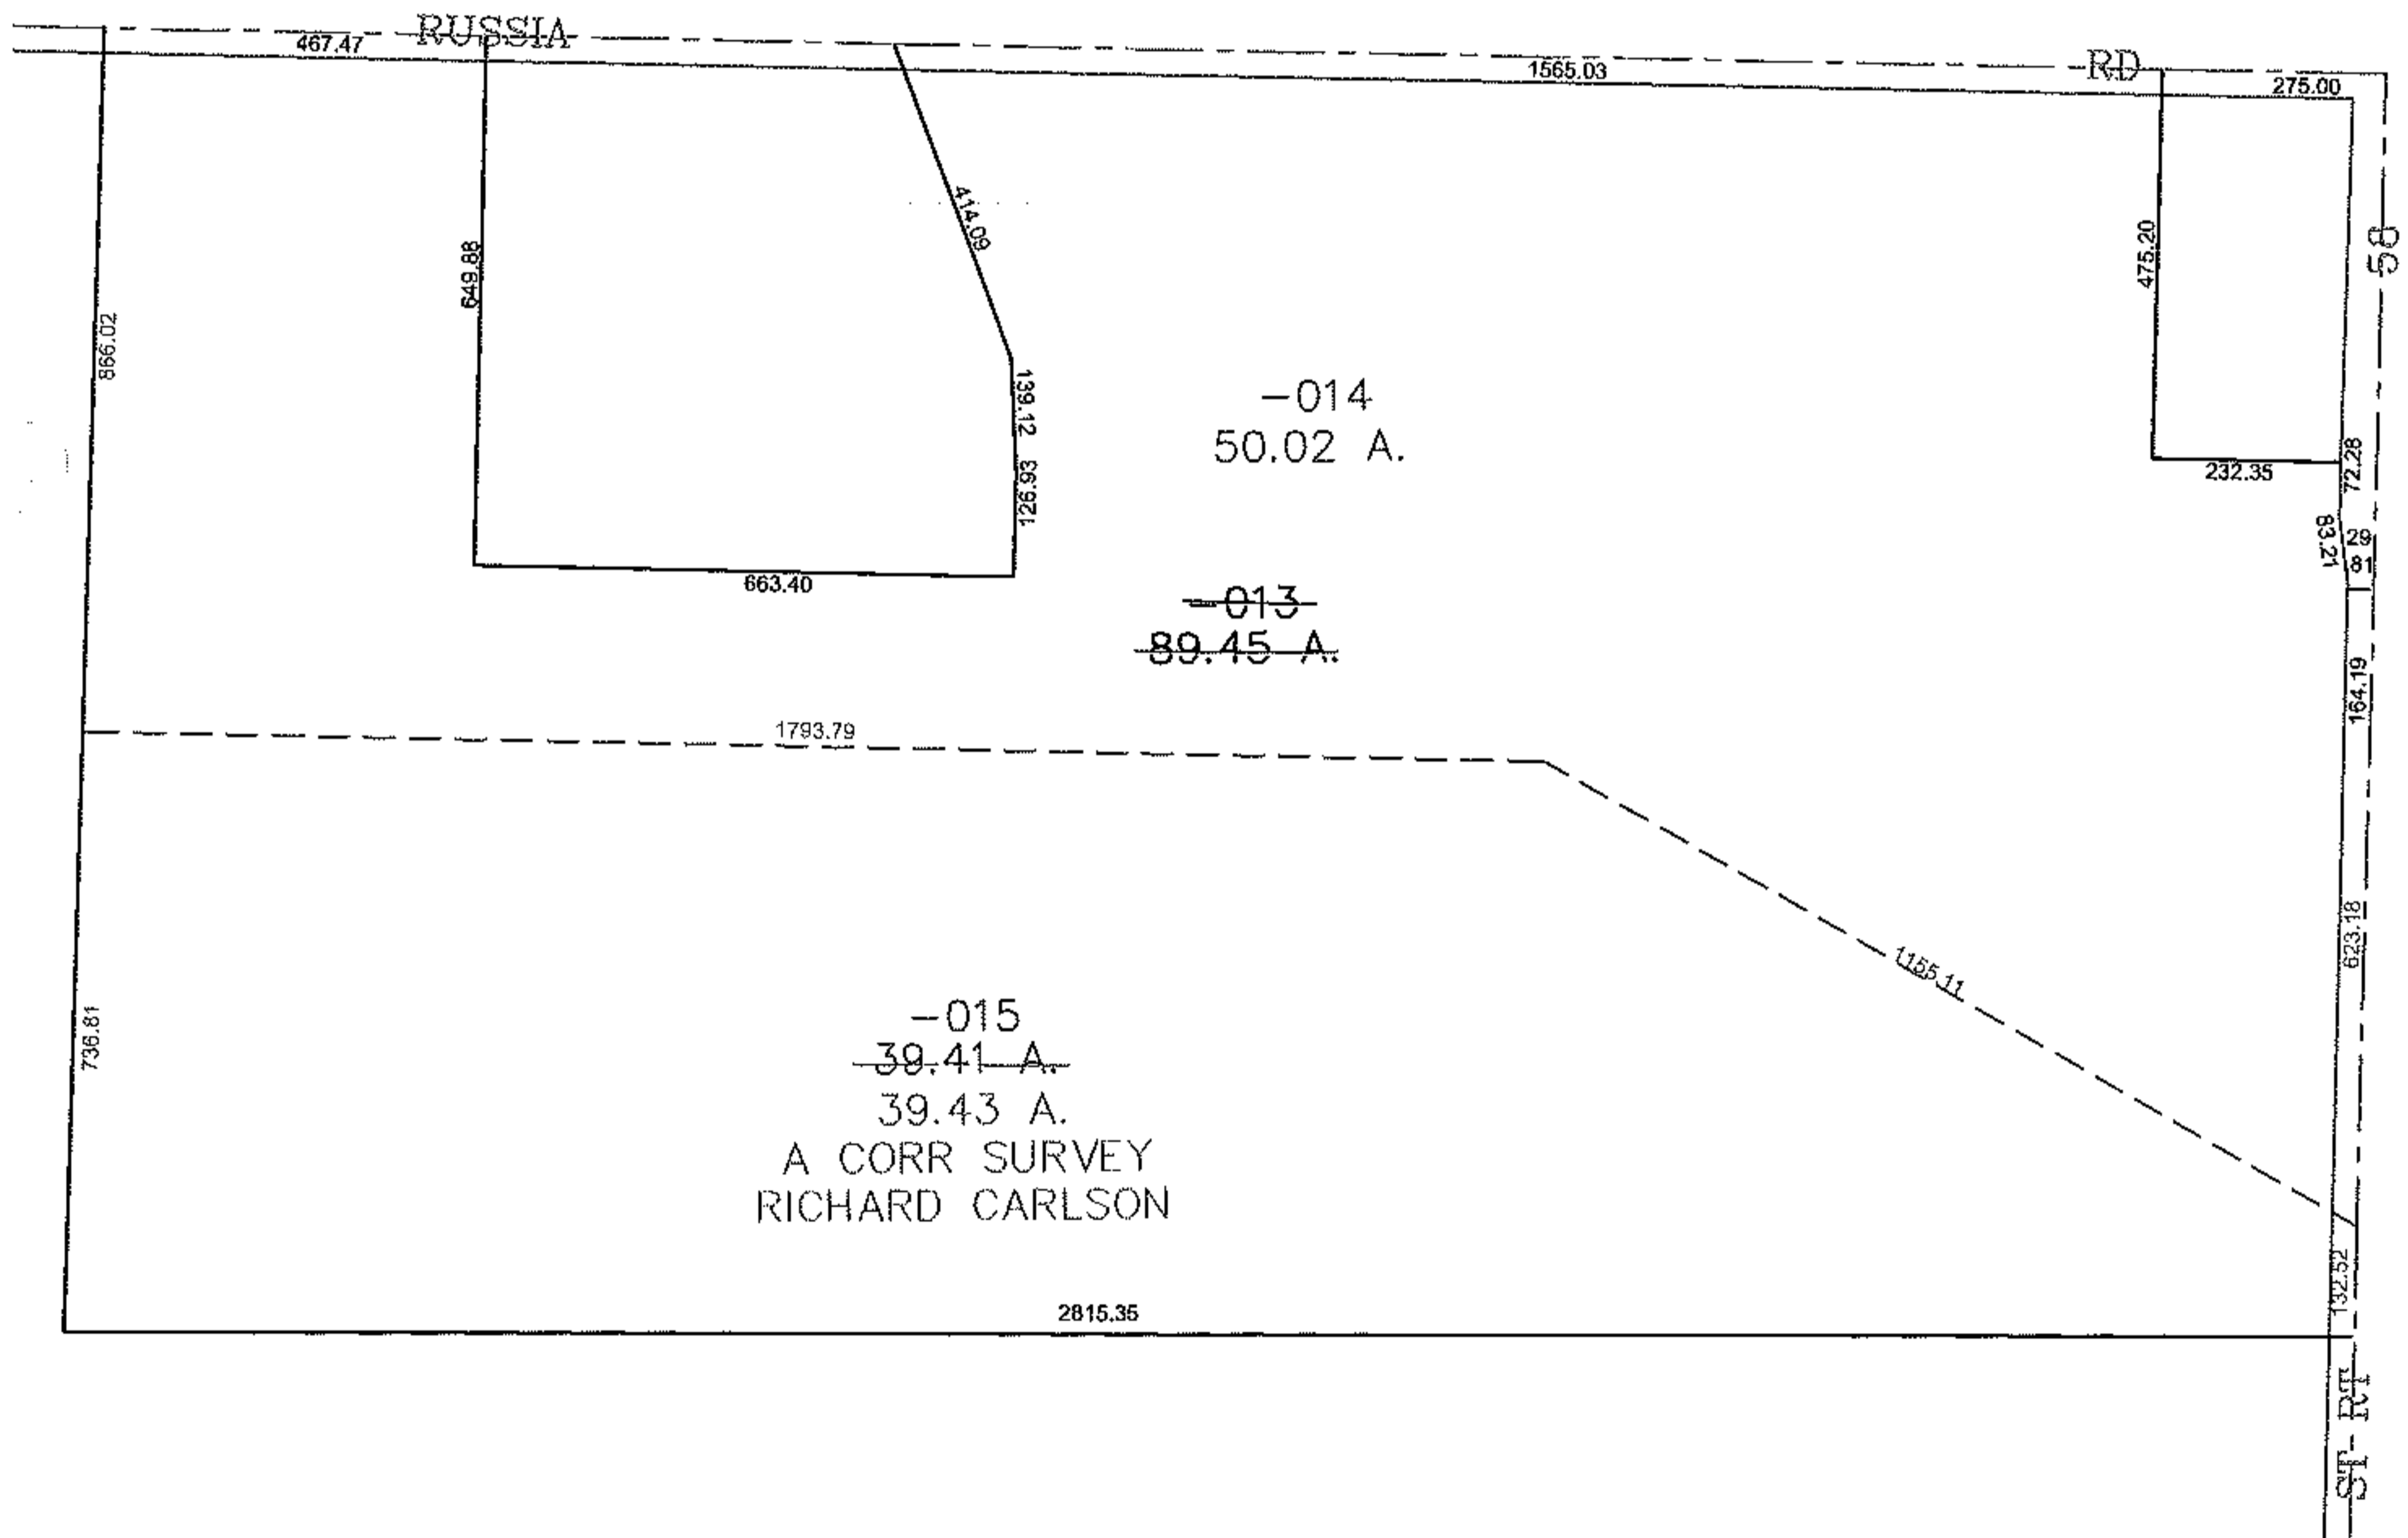 RUSSIA
467.47
1565.03
RD
275.00
58
414.09
475.20
649.88
866.02
139.12
126.93
-014
50.02 A.
232.35
72.28
83.21
29
81
663.40
-013
89.45 A.
164.19
1793.79
623.18
1155.11
736.81
-015
39.41 A.
39.43 A.
A CORR SURVEY
RICHARD CARLSON
132.52
2815.35
ST RT